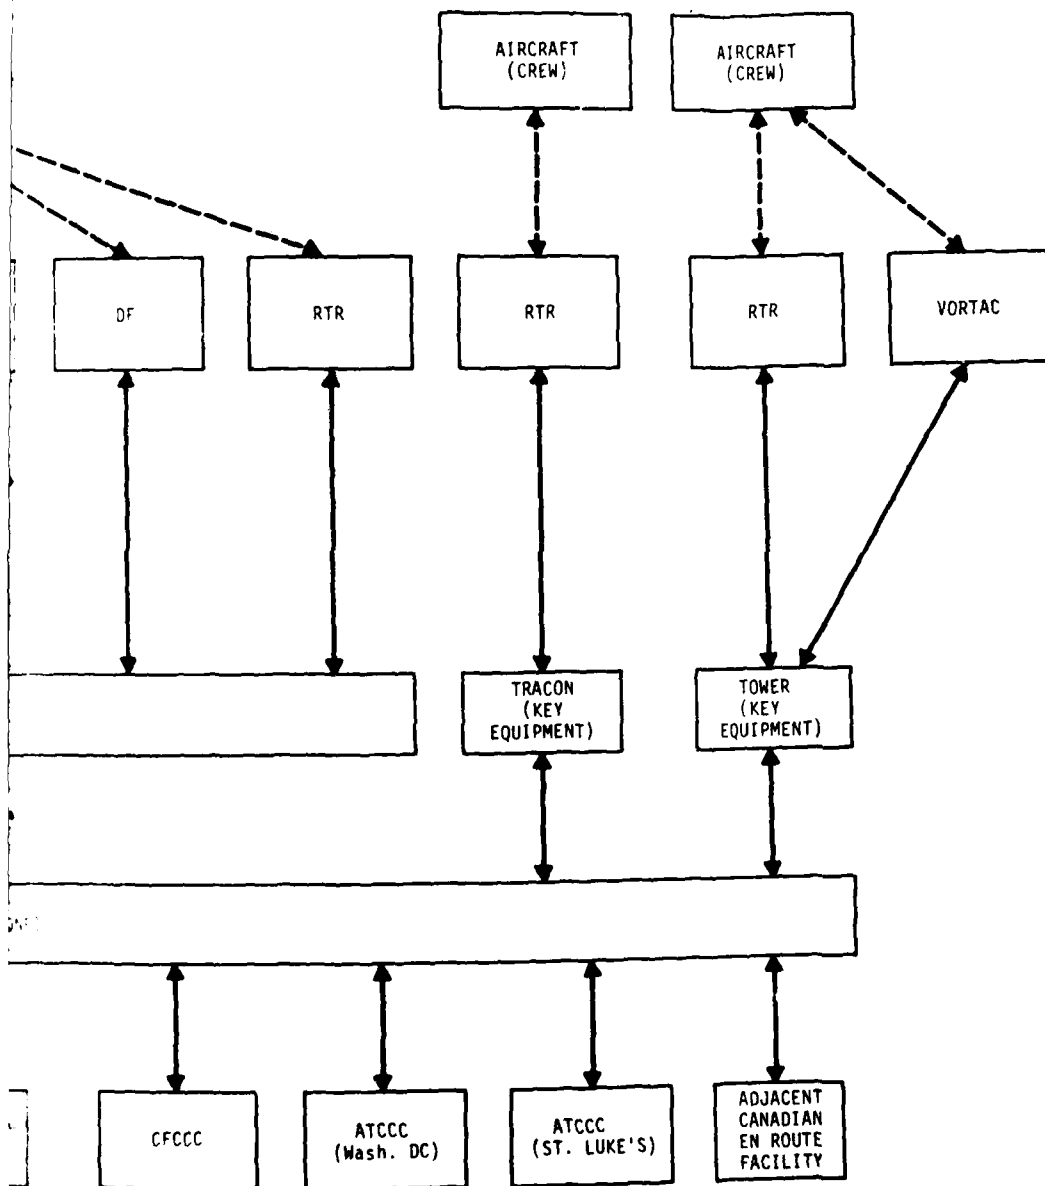 AIRCRAFT
(CREW)
AIRCRAFT
(CREW)
DF
RTR
RTR
RTR
VORTAC
TRACON
(KEY
EQUIPMENT)
TOWER
(KEY
EQUIPMENT)
CFCCC
ATCCC
(Wash. DC)
ATCCC
(ST. LUKE'S)
ADJACENT
CANADIAN
EN ROUTE
FACILITY